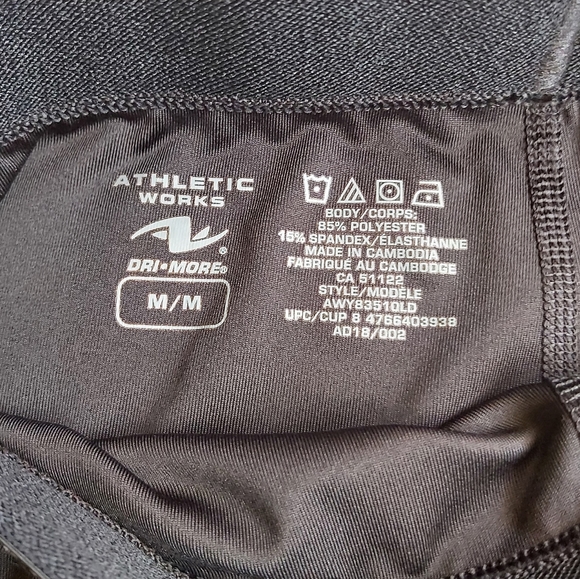 ATHLETIC
WORKS
DRI•MORE®
M/M
BODY/CORPS:
85% POLYESTER
15% SPANDEX/ÉLASTHANNE
MADE IN CAMBODIA
FABRIQUÉ AU CAMBODGE
CA 51122
STYLE/MODÈLE
AWY83510LD
UPC/CUP 8 4766403938
AD18/002